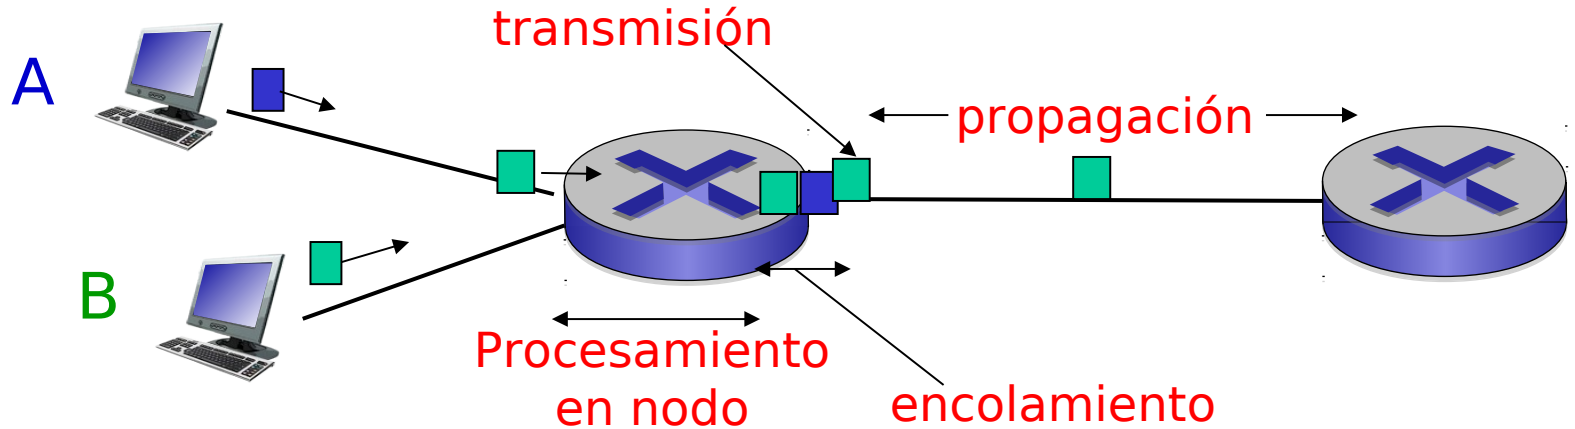 transmisión
A
propagación
B
Procesamiento
en nodo
encolamiento